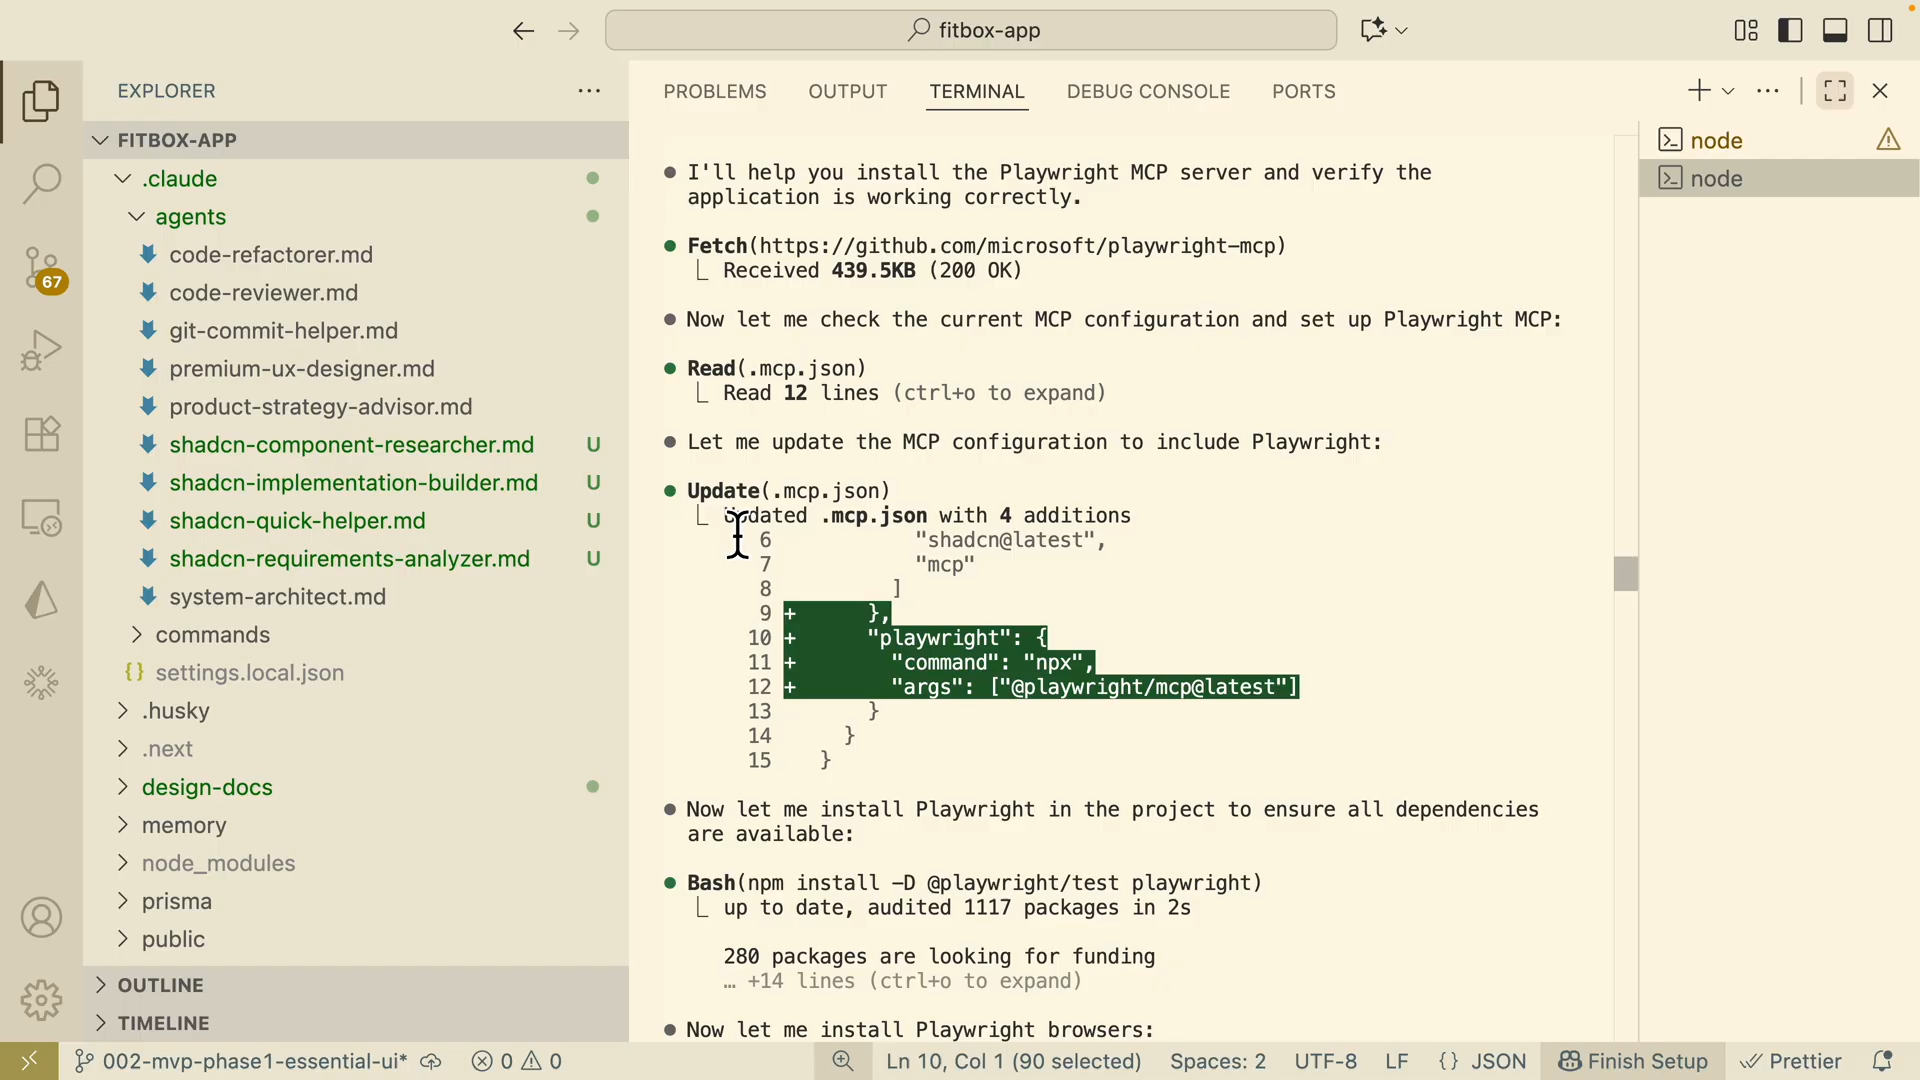 fitbox-app
EXPLORER
FITBOX-APP
.claude
agents
code-refactorer.md
code-reviewer.md
git-commit-helper.md
premium-ux-designer.md
product-strategy-advisor.md
shadcn-component-researcher.md U
shadcn-implementation-builder.md U
shadcn-quick-helper.md U
shadcn-requirements-analyzer.md U
system-architect.md
commands
{} settings.local.json
.husky
.next
design-docs
memory
node_modules
prisma
public
OUTLINE
TIMELINE
67
PROBLEMS OUTPUT TERMINAL DEBUG CONSOLE PORTS
I'll help you install the Playwright MCP server and verify the
application is working correctly.
Fetch(https://github.com/microsoft/playwright-mcp)
Received 439.5KB (200 OK)
Now let me check the current MCP configuration and set up Playwright MCP:
Read(.mcp.json)
Read 12 lines (ctrl+o to expand)
Let me update the MCP configuration to include Playwright:
Update(.mcp.json)
Updated .mcp.json with 4 additions
6 "shadcn@latest",
7 "mcp"
8 ]
9 + },
10 + "playwright": {
11 + "command": "npx",
12 + "args": ["@playwright/mcp@latest"]
13 }
14 }
15 }
Now let me install Playwright in the project to ensure all dependencies
are available:
Bash(npm install -D @playwright/test playwright)
up to date, audited 1117 packages in 2s
280 packages are looking for funding
… +14 lines (ctrl+o to expand)
Now let me install Playwright browsers:
node
node
002-mvp-phase1-essential-ui* 0 0 Ln 10, Col 1 (90 selected) Spaces: 2 UTF-8 LF {} JSON Finish Setup Prettier